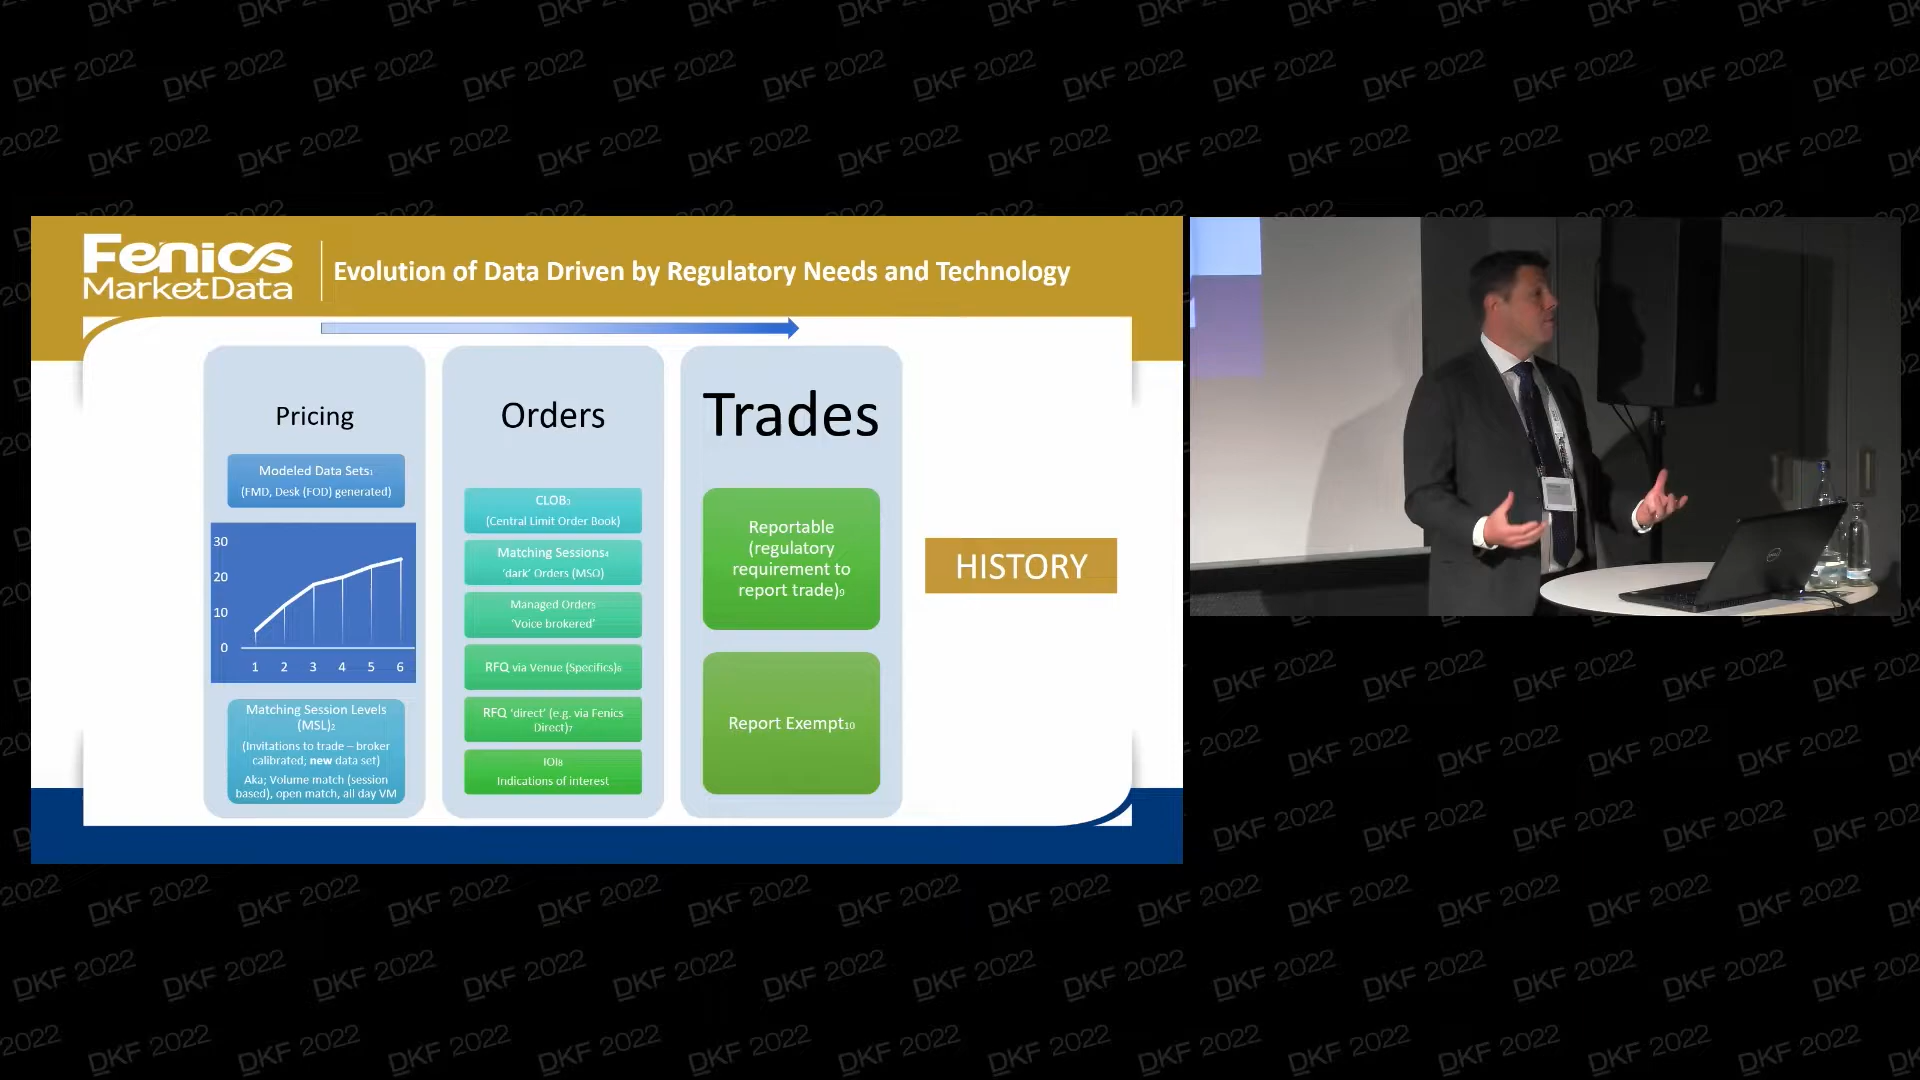 Fenics
MarketData
Evolution of Data Driven by Regulatory Needs and Technology
Pricing
Modeled Data Sets1
(FMD, Desk (FOD) generated)
30
20
10
0
1 2 3 4 5 6
Matching Session Levels
(MSL)2
(Invitations to trade – broker
calibrated; new data set)
Aka; Volume match (session
based), open match, all day VM
Orders
CLOB3
(Central Limit Order Book)
Matching Sessions4
'dark' Orders (MSO)
Managed Orders5
'Voice brokered'
RFQ via Venue (Specifics)6
RFQ 'direct' (e.g. via Fenics
Direct)7
IOI8
Indications of interest
Trades
Reportable
(regulatory
requirement to
report trade)9
Report Exempt10
HISTORY
DKF 2022